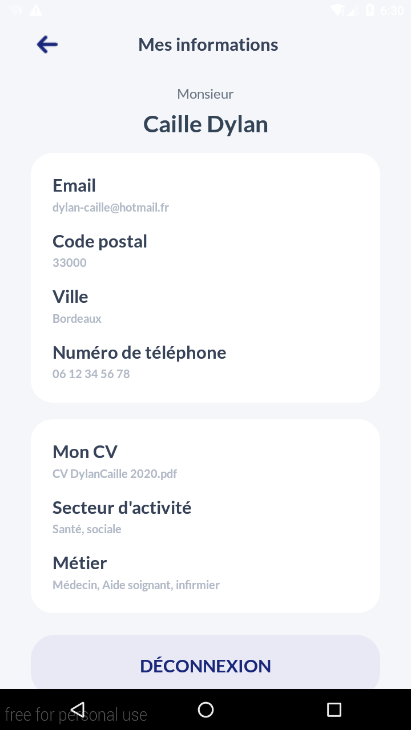 6:30
Mes informations
Monsieur
Caille Dylan
Email
dylan-caille@hotmail.fr
Code postal
33000
Ville
Bordeaux
Numéro de téléphone
06 12 34 56 78
Mon CV
CV DylanCaille 2020.pdf
Secteur d'activité
Santé, sociale
Métier
Médecin, Aide soignant, infirmier
DÉCONNEXION
free for personal use